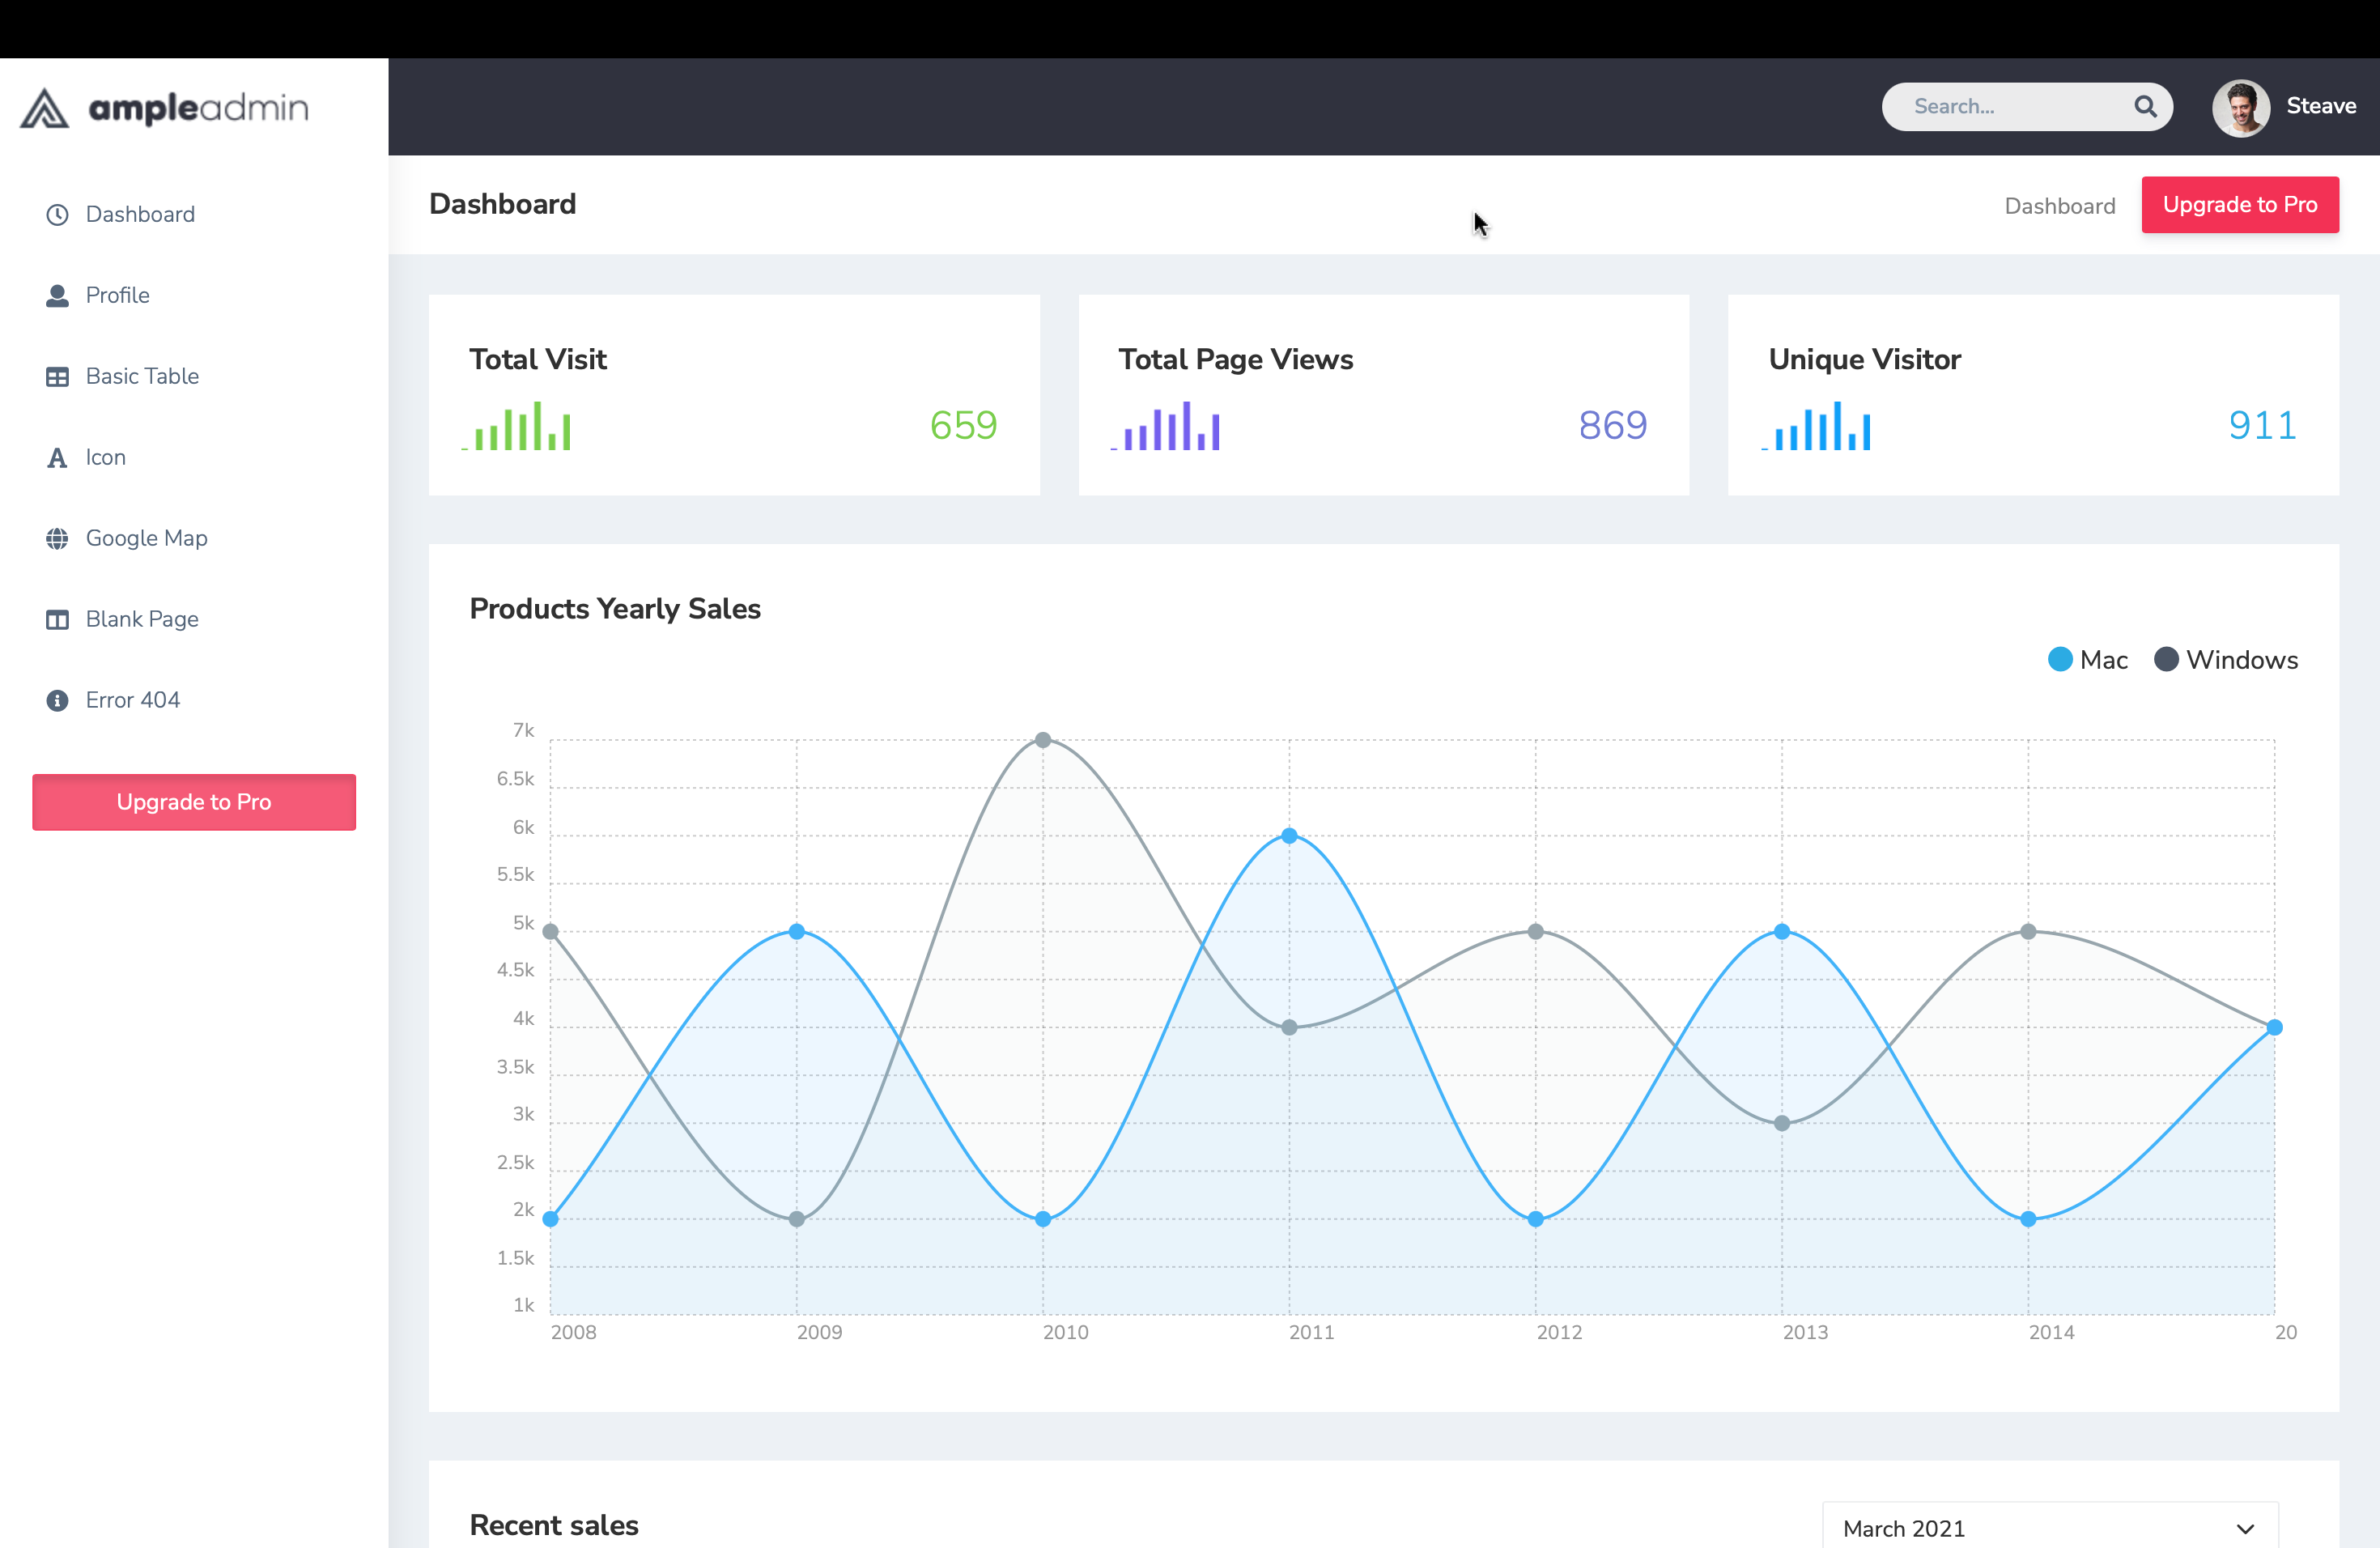 ampleadmin
Search...
Steave
Dashboard
Profile
Basic Table
Icon
Google Map
Blank Page
Error 404
Upgrade to Pro
Dashboard
Dashboard
Upgrade to Pro
Total Visit
659
Total Page Views
869
Unique Visitor
911
Products Yearly Sales
Mac Windows
7k
6.5k
6k
5.5k
5k
4.5k
4k
3.5k
3k
2.5k
2k
1.5k
1k
2008 2009 2010 2011 2012 2013 2014 20
Recent sales
March 2021